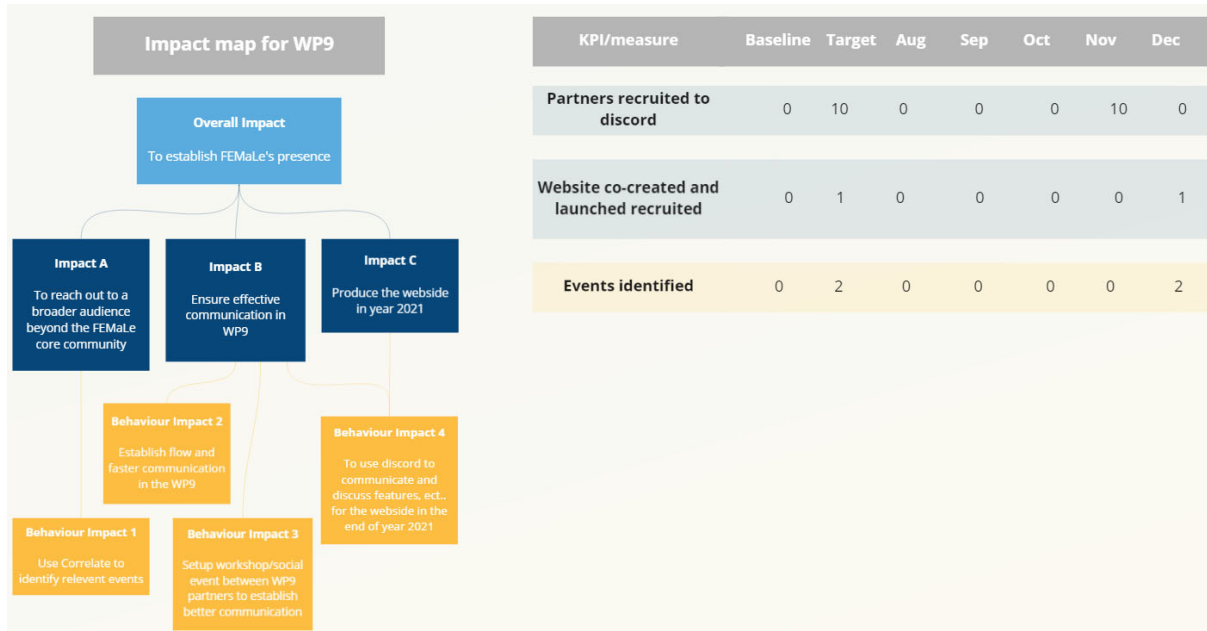 Impact map for WP9
Overall Impact
To establish FEMaLe's presence
Impact A
To reach out to a
broader audience
beyond the FEMaLe
core community
Impact B
Ensure effective
communication in
WP9
Impact C
Produce the webside
in year 2021
Behaviour Impact 2
Establish flow and
faster communication
in the WP9
Behaviour Impact 4
To use discord to
communicate and
discuss features, ect..
for the webside in the
end of year 2021
Behaviour Impact 1
Use Correlate to
identify relevent events
Behaviour Impact 3
Setup workshop/social
event between WP9
partners to establish
better communication
KPI/measure Baseline Target Aug Sep Oct Nov Dec
Partners recruited to
discord 0 10 0 0 0 10 0
Website co-created and
launched recruited 0 1 0 0 0 0 1
Events identified 0 2 0 0 0 0 2